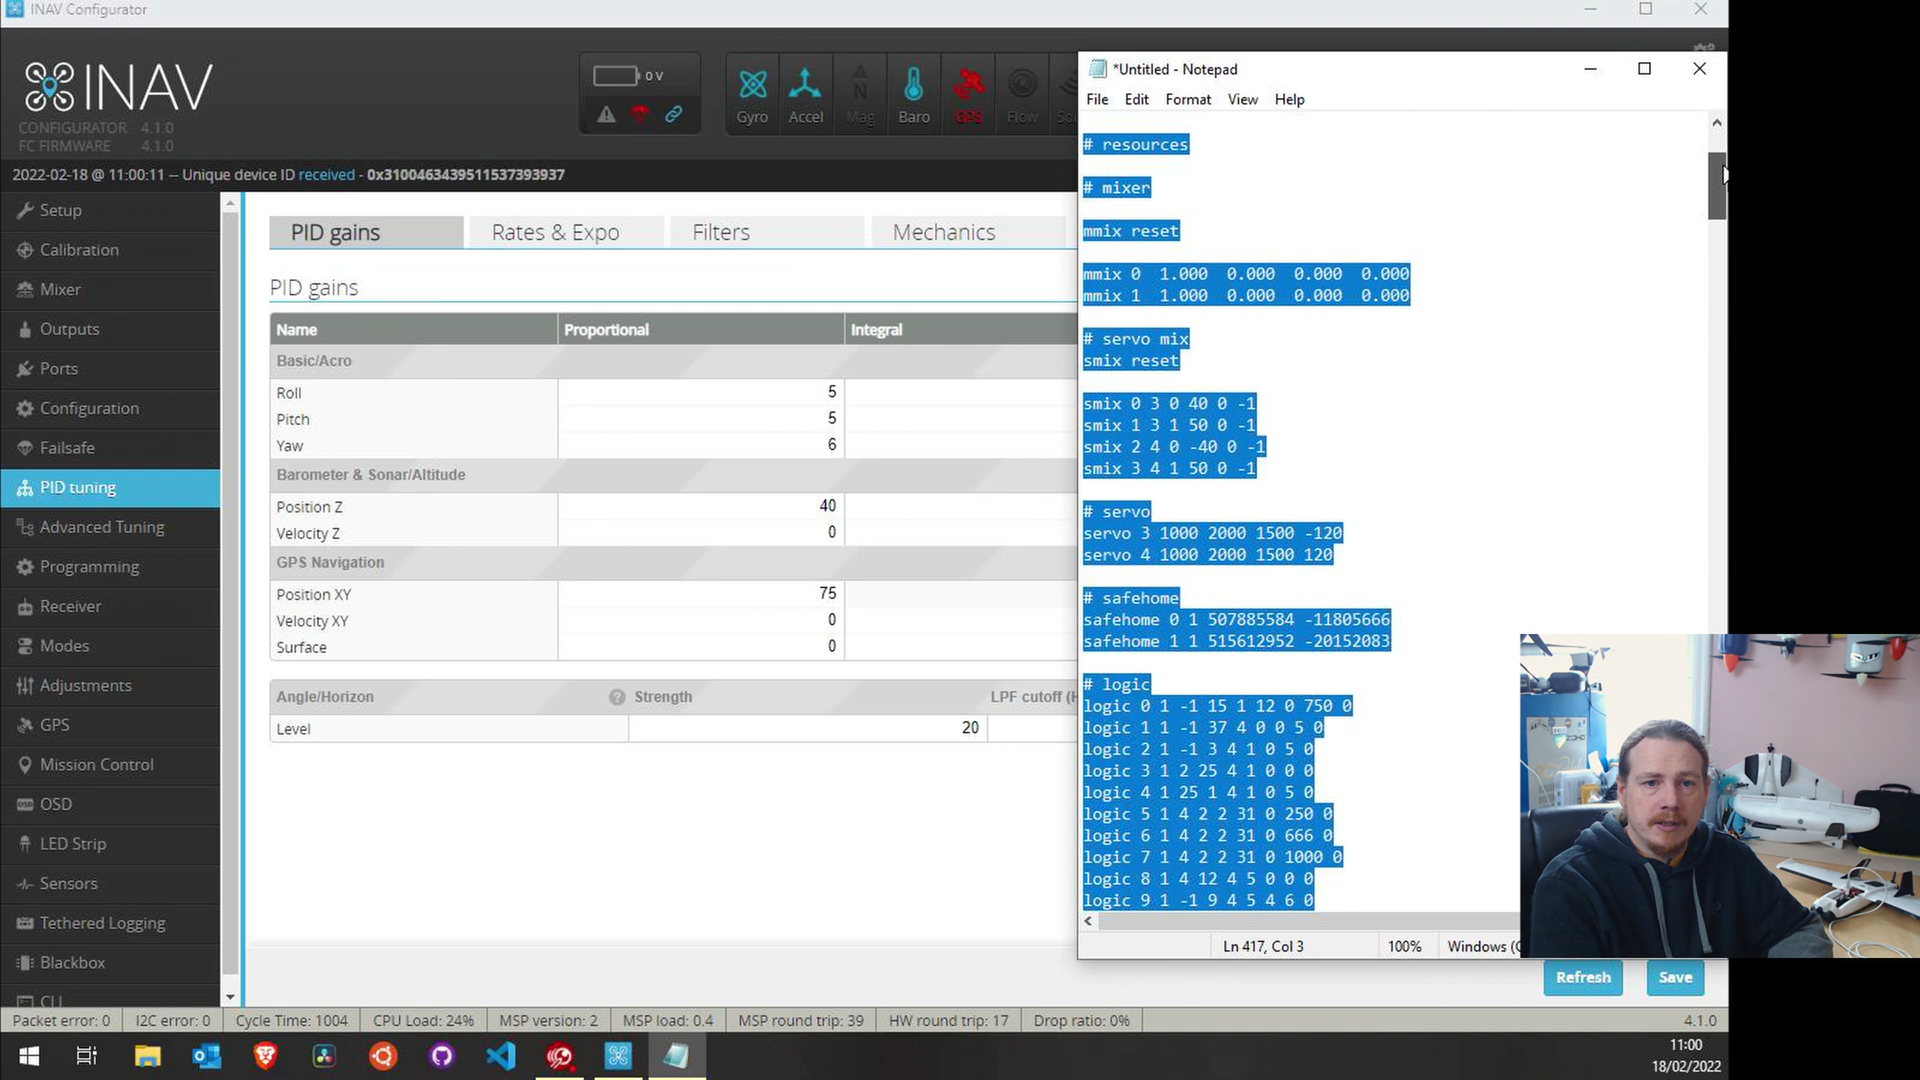 INAV Configurator
INAV
CONFIGURATOR 4.1.0
FC FIRMWARE 4.1.0
0 V
Gyro
Accel
Mag
Baro
GPS
Flow
2022-02-18 @ 11:00:11 -- Unique device ID received - 0x3100463439511537393937
Setup
Calibration
Mixer
Outputs
Ports
Configuration
Failsafe
PID tuning
Advanced Tuning
Programming
Receiver
Modes
Adjustments
GPS
Mission Control
OSD
LED Strip
Sensors
Tethered Logging
Blackbox
CLI
PID gains
Rates & Expo
Filters
Mechanics
PID gains
Name Proportional Integral
Basic/Acro
Roll 5
Pitch 5
Yaw 6
Barometer & Sonar/Altitude
Position Z 40
Velocity Z 0
GPS Navigation
Position XY 75
Velocity XY 0
Surface 0
Angle/Horizon Strength LPF cutoff (H
Level 20
*Untitled - Notepad
File Edit Format View Help
# resources
# mixer
mmix reset
mmix 0 1.000 0.000 0.000 0.000
mmix 1 1.000 0.000 0.000 0.000
# servo mix
smix reset
smix 0 3 0 40 0 -1
smix 1 3 1 50 0 -1
smix 2 4 0 -40 0 -1
smix 3 4 1 50 0 -1
# servo
servo 3 1000 2000 1500 -120
servo 4 1000 2000 1500 120
# safehome
safehome 0 1 507885584 -11805666
safehome 1 1 515612952 -20152083
# logic
logic 0 1 -1 15 1 12 0 750 0
logic 1 1 -1 37 4 0 0 5 0
logic 2 1 -1 3 4 1 0 5 0
logic 3 1 2 25 4 1 0 0 0
logic 4 1 25 1 4 1 0 5 0
logic 5 1 4 2 2 31 0 250 0
logic 6 1 4 2 2 31 0 666 0
logic 7 1 4 2 2 31 0 1000 0
logic 8 1 4 12 4 5 0 0 0
logic 9 1 -1 9 4 5 4 6 0
Ln 417, Col 3 100% Windows (C
Refresh
Save
Packet error: 0 I2C error: 0 Cycle Time: 1004 CPU Load: 24% MSP version: 2 MSP load: 0.4 MSP round trip: 39 HW round trip: 17 Drop ratio: 0% 4.1.0
11:00
18/02/2022